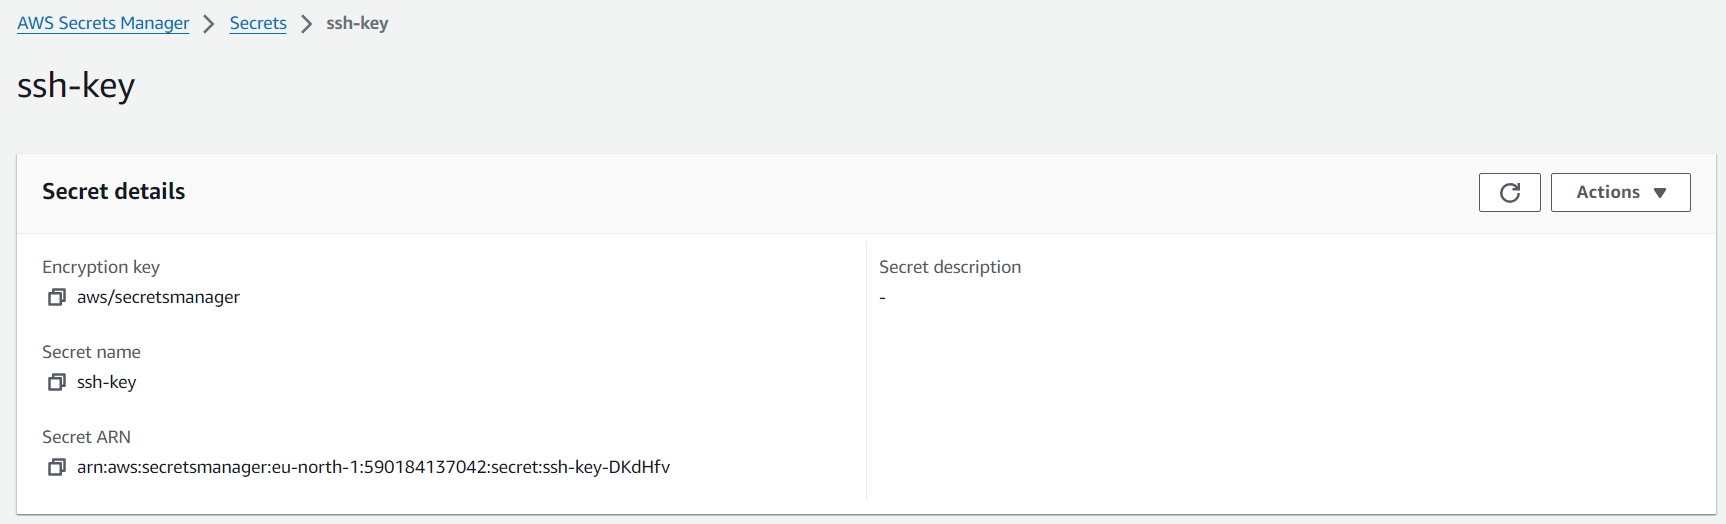 AWS Secrets Manager > Secrets > ssh-key
ssh-key
Secret details
Actions
Encryption key
aws/secretsmanager
Secret name
ssh-key
Secret ARN
arn:aws:secretsmanager:eu-north-1:590184137042:secret:ssh-key-DKdHfv
Secret description
-